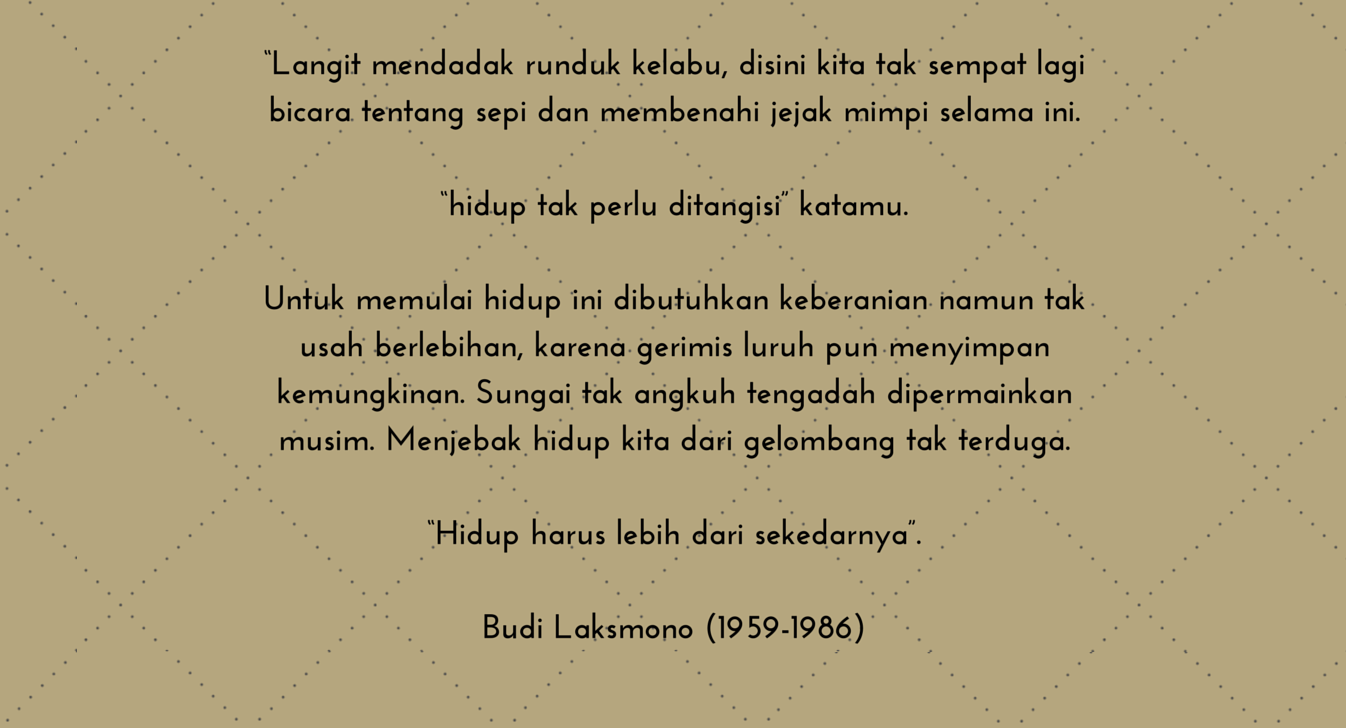 “Langit mendadak runduk kelabu, disini kita tak sempat lagi
bicara tentang sepi dan membenahi jejak mimpi selama ini.
“hidup tak perlu ditangisi” katamu.
Untuk memulai hidup ini dibutuhkan keberanian namun tak
usah berlebihan, karena gerimis luruh pun menyimpan
kemungkinan. Sungai tak angkuh tengadah dipermainkan
musim. Menjebak hidup kita dari gelombang tak terduga.
“Hidup harus lebih dari sekedarnya”.
Budi Laksmono (1959-1986)